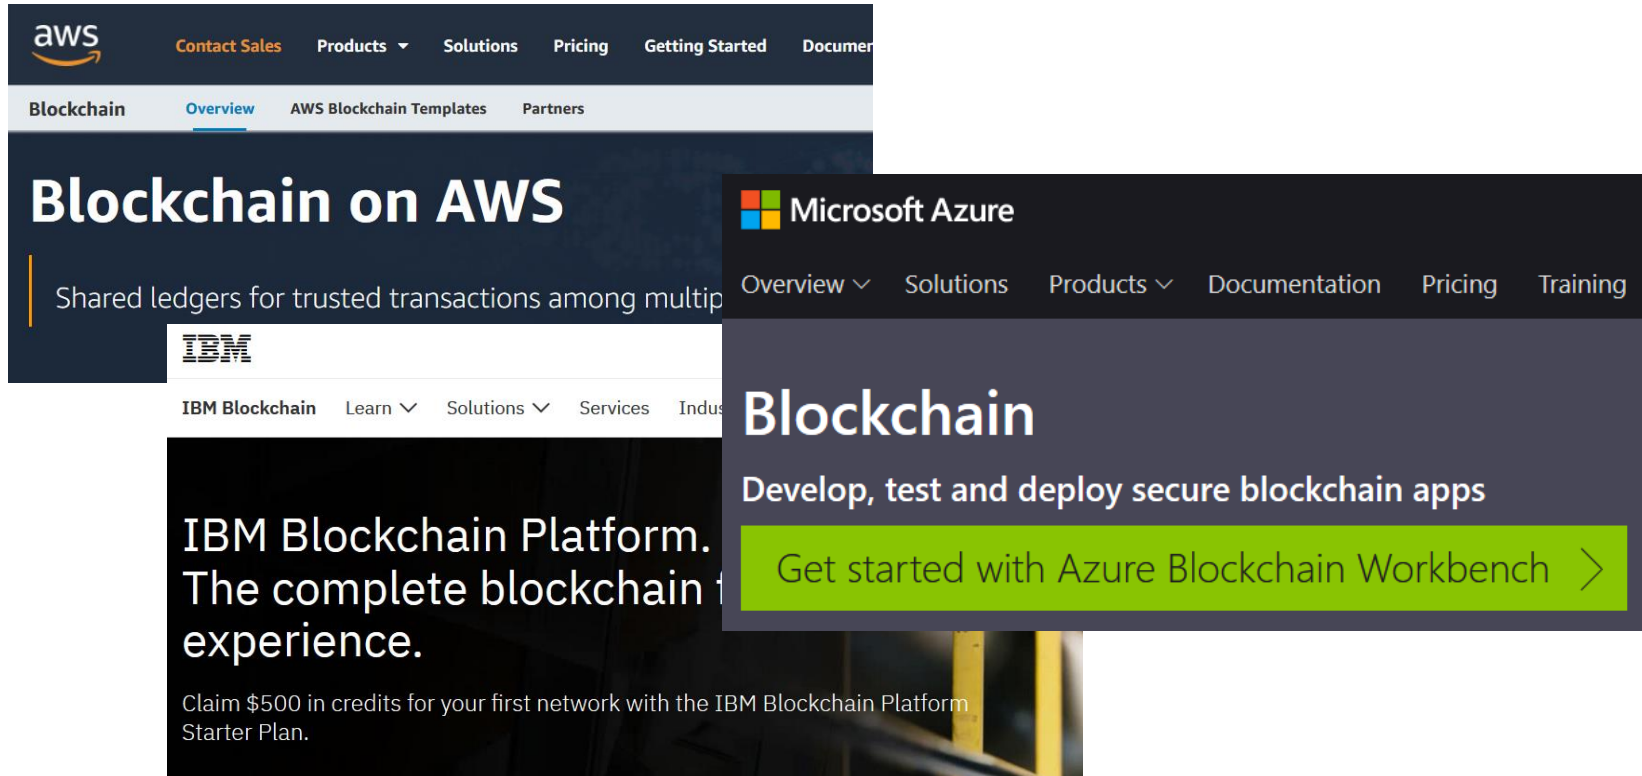 aws
Contact Sales Products Solutions Pricing Getting Started
Blockchain Overview AWS Blockchain Templates Partners
Blockchain on AWS
Shared ledgers for trusted transactions among
Microsoft Azure
Overview Solutions Products Documentation Pricing Training
Blockchain
Develop, test and deploy secure blockchain apps
Get started with Azure Blockchain Workbench
IBM
IBM Blockchain Learn Solutions Services
IBM Blockchain Platform.
The complete blockchain
experience.
Claim $500 in credits for your first network with the IBM Blockchain Platform
Starter Plan.